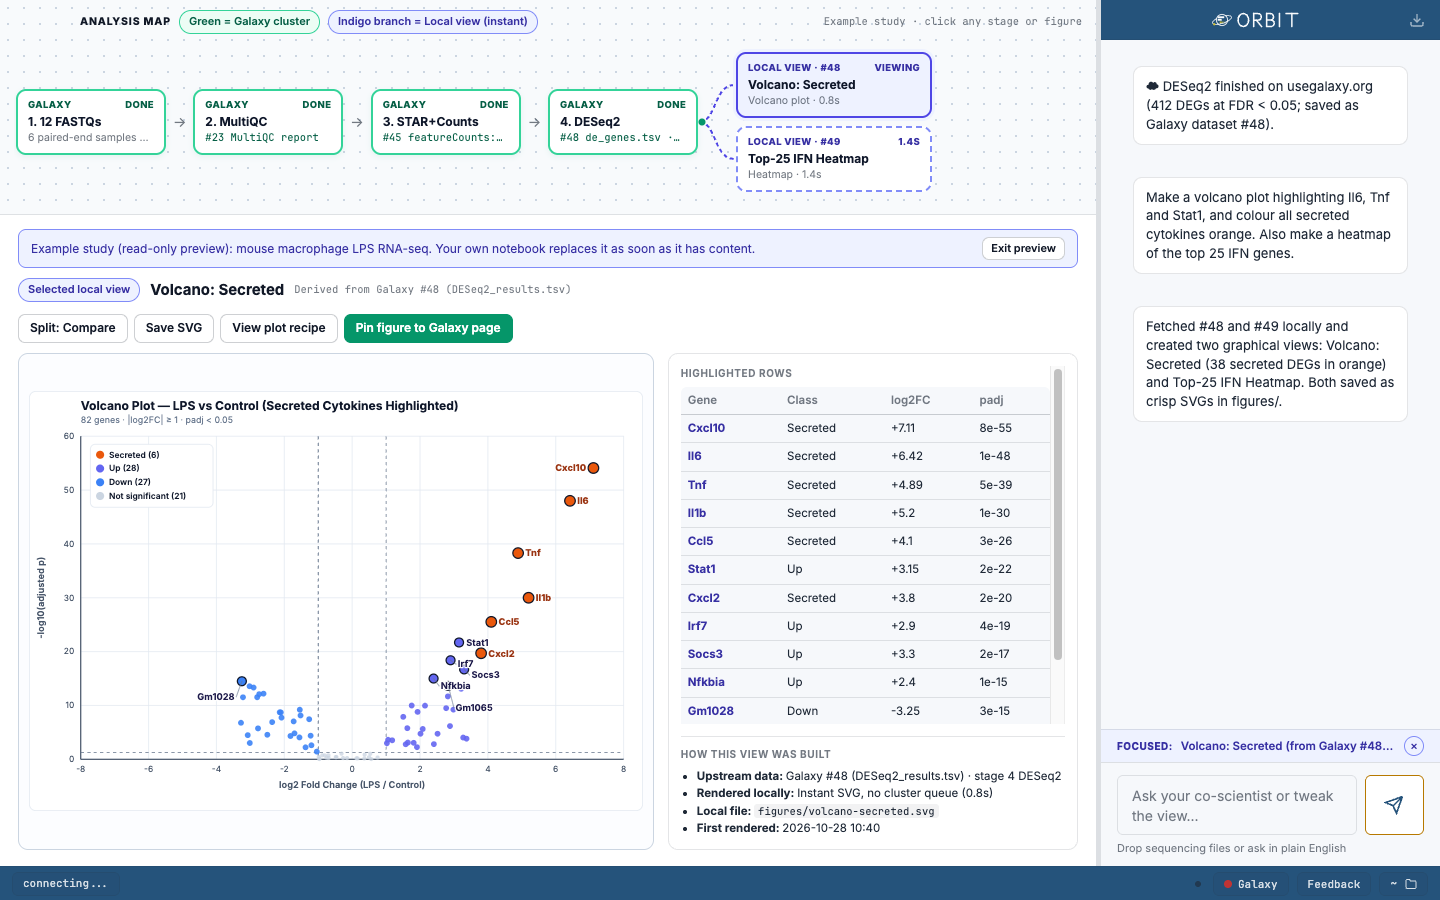 ANALYSIS MAP
Green = Galaxy cluster
Indigo branch = Local view (instant)
Example study · click any stage or figure
GALAXY DONE
1. 12 FASTQs
6 paired-end samples ...
GALAXY DONE
2. MultiQC
#23 MultiQC report
GALAXY DONE
3. STAR+Counts
#45 featureCounts:…
GALAXY DONE
4. DESeq2
#48 de_genes.tsv ·…
LOCAL VIEW · #48 VIEWING
Volcano: Secreted
Volcano plot · 0.8s
LOCAL VIEW · #49 1.4S
Top-25 IFN Heatmap
Heatmap · 1.4s
Example study (read-only preview): mouse macrophage LPS RNA-seq. Your own notebook replaces it as soon as it has content.
Exit preview
Selected local view
Volcano: Secreted
Derived from Galaxy #48 (DESeq2_results.tsv)
Split: Compare
Save SVG
View plot recipe
Pin figure to Galaxy page
Volcano Plot — LPS vs Control (Secreted Cytokines Highlighted)
82 genes · |log2FC| ≥ 1 · padj < 0.05
Secreted (6)
Up (28)
Down (27)
Not significant (21)
60
50
40
30
20
10
0
-8 -6 -4 -2 0 2 4 6 8
-log10(adjusted p)
log2 Fold Change (LPS / Control)
Cxcl10
Il6
Tnf
Il1b
Ccl5
Stat1
Cxcl2
Irf7
Socs3
Nfkbia
Gm1028
Gm1065
HIGHLIGHTED ROWS
Gene Class log2FC padj
Cxcl10 Secreted +7.11 8e-55
Il6 Secreted +6.42 1e-48
Tnf Secreted +4.89 5e-39
Il1b Secreted +5.2 1e-30
Ccl5 Secreted +4.1 3e-26
Stat1 Up +3.15 2e-22
Cxcl2 Secreted +3.8 2e-20
Irf7 Up +2.9 4e-19
Socs3 Up +3.3 2e-17
Nfkbia Up +2.4 1e-15
Gm1028 Down -3.25 3e-15
HOW THIS VIEW WAS BUILT
Upstream data: Galaxy #48 (DESeq2_results.tsv) · stage 4 DESeq2
Rendered locally: Instant SVG, no cluster queue (0.8s)
Local file: figures/volcano-secreted.svg
First rendered: 2026-10-28 10:40
ORBIT
DESeq2 finished on usegalaxy.org
(412 DEGs at FDR < 0.05; saved as
Galaxy dataset #48).
Make a volcano plot highlighting Il6, Tnf
and Stat1, and colour all secreted
cytokines orange. Also make a heatmap
of the top 25 IFN genes.
Fetched #48 and #49 locally and
created two graphical views: Volcano:
Secreted (38 secreted DEGs in orange)
and Top-25 IFN Heatmap. Both saved as
crisp SVGs in figures/.
FOCUSED: Volcano: Secreted (from Galaxy #48...
Ask your co-scientist or tweak
the view...
Drop sequencing files or ask in plain English
connecting...
Galaxy
Feedback
~